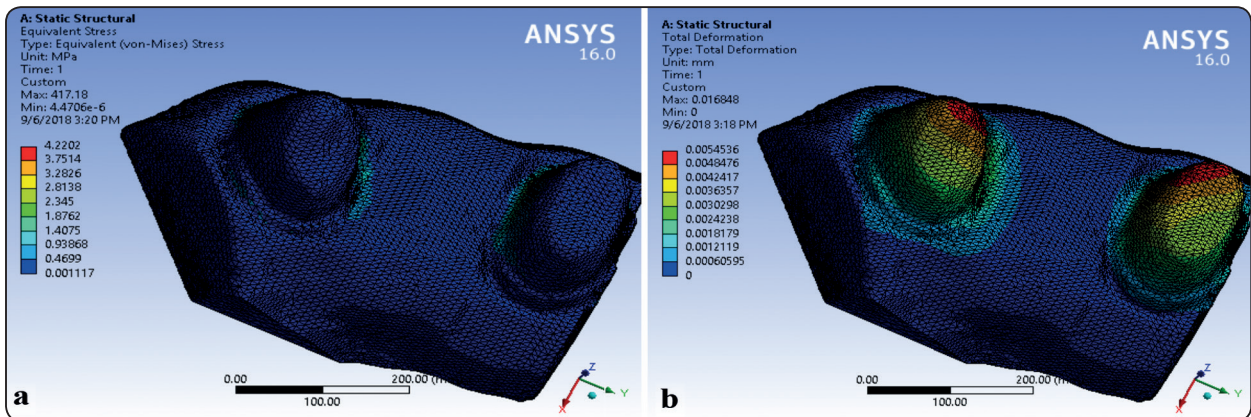 A: Static Structural
Equivalent Stress
Type: Equivalent (von-Mises) Stress
Unit: MPa
Time: 1
Custom
Max: 417.18
Min: 4.4706e-6
9/6/2018 3:20 PM
4.2202
3.7514
3.2826
2.8138
2.345
1.8762
1.4075
0.93868
0.4699
0.001117
ANSYS
16.0
0.00
200.00 (m
100.00
Z
Y
X
a
A: Static Structural
Total Deformation
Type: Total Deformation
Unit: mm
Time: 1
Custom
Max: 0.016848
Min: 0
9/6/2018 3:18 PM
0.0054536
0.0048476
0.0042417
0.0036357
0.0030298
0.0024238
0.0018179
0.0012119
0.00060595
0
ANSYS
16.0
0.00
200.00 (m
100.00
Z
Y
X
b